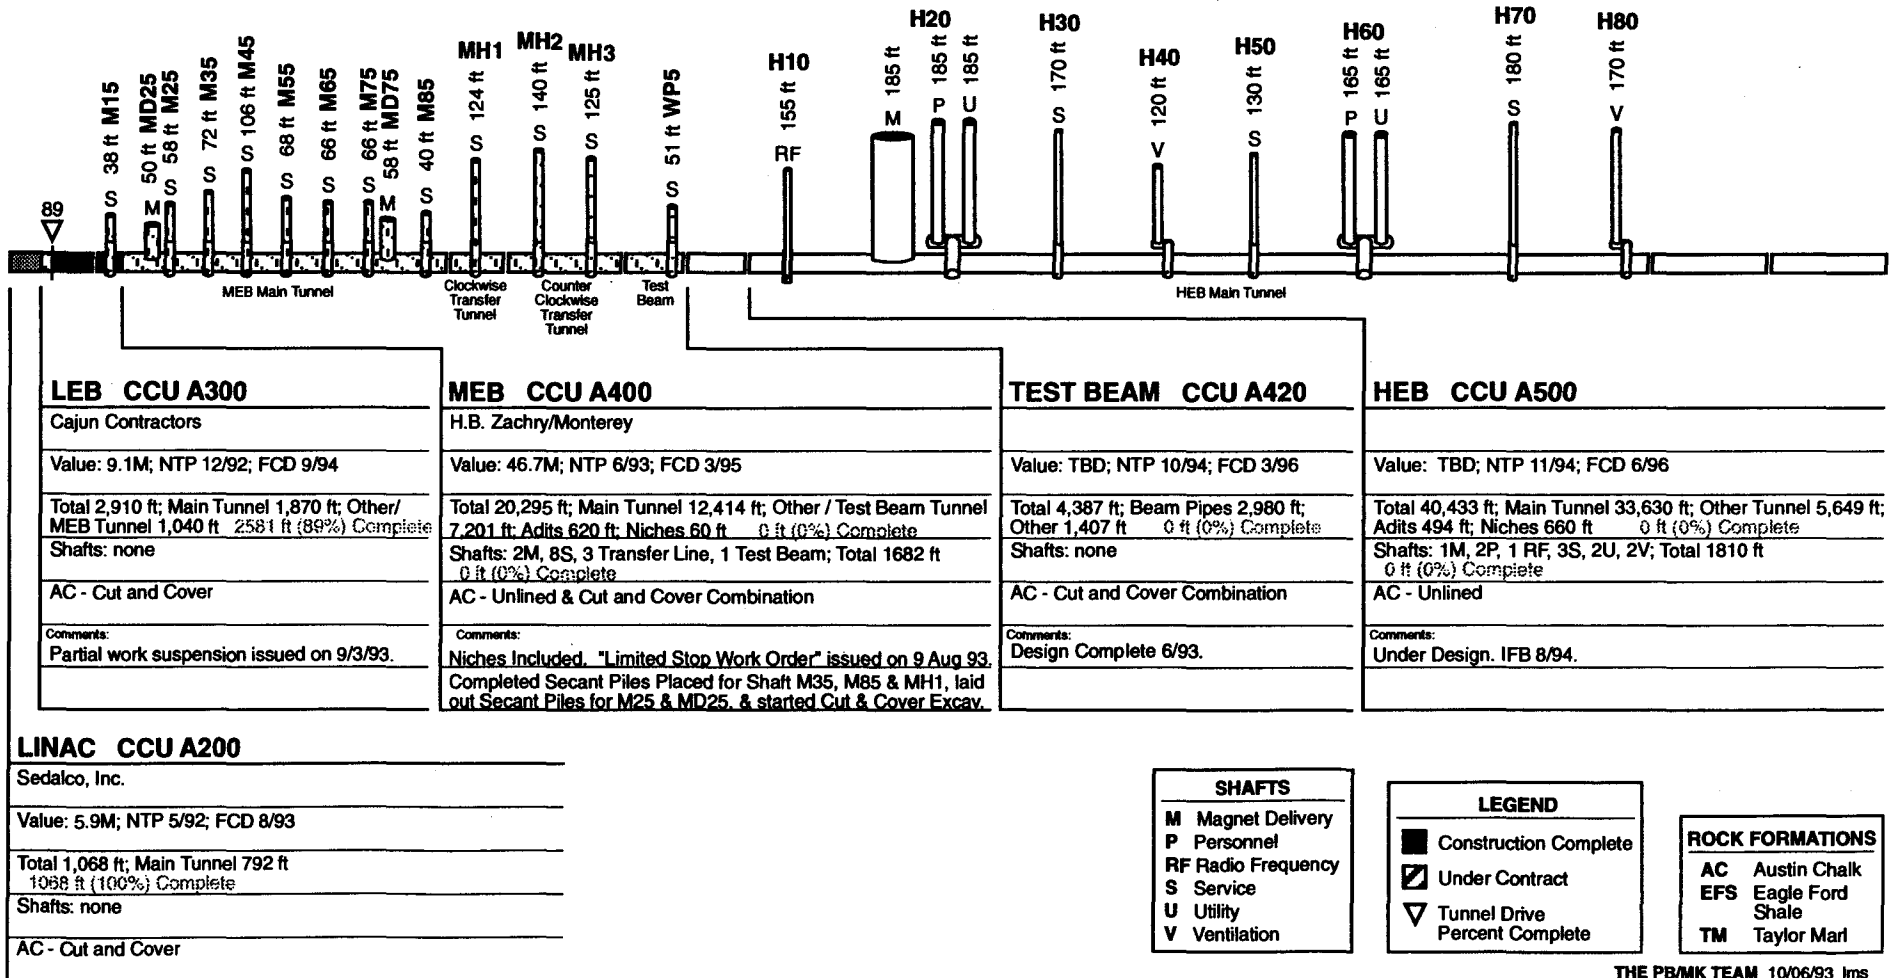 89
S 38 ft M15
M 50 ft MD25
S 58 ft M25
S 72 ft M35
S 106 ft M45
S 68 ft M55
S 66 ft M65
S 66 ft M75
M 58 ft MD75
S 40 ft M85
MH1
S 124 ft
MH2
S 140 ft
MH3
S 125 ft
S 51 ft WP5
H10
RF 155 ft
H20
M 185 ft
P 185 ft
U 185 ft
H30
S 170 ft
H40
V 120 ft
H50
S 130 ft
H60
P 165 ft
U 165 ft
H70
S 180 ft
H80
V 170 ft
MEB Main Tunnel
Clockwise
Transfer
Tunnel
Counter
Clockwise
Transfer
Tunnel
Test
Beam
HEB Main Tunnel
LEB CCU A300
Cajun Contractors
Value: 9.1M; NTP 12/92; FCD 9/94
Total 2,910 ft; Main Tunnel 1,870 ft; Other/
MEB Tunnel 1,040 ft 2581 ft (89%) Complete
Shafts: none
AC - Cut and Cover
Comments:
Partial work suspension issued on 9/3/93.
MEB CCU A400
H.B. Zachry/Monterey
Value: 46.7M; NTP 6/93; FCD 3/95
Total 20,295 ft; Main Tunnel 12,414 ft; Other / Test Beam Tunnel
7,201 ft; Adits 620 ft; Niches 60 ft 0 ft (0%) Complete
Shafts: 2M, 8S, 3 Transfer Line, 1 Test Beam; Total 1682 ft
0 ft (0%) Complete
AC - Unlined & Cut and Cover Combination
Comments:
Niches Included. "Limited Stop Work Order" issued on 9 Aug 93.
Completed Secant Piles Placed for Shaft M35, M85 & MH1, laid
out Secant Piles for M25 & MD25, & started Cut & Cover Excav.
TEST BEAM CCU A420
Value: TBD; NTP 10/94; FCD 3/96
Total 4,387 ft; Beam Pipes 2,980 ft;
Other 1,407 ft 0 ft (0%) Complete
Shafts: none
AC - Cut and Cover Combination
Comments:
Design Complete 6/93.
HEB CCU A500
Value: TBD; NTP 11/94; FCD 6/96
Total 40,433 ft; Main Tunnel 33,630 ft; Other Tunnel 5,649 ft;
Adits 494 ft; Niches 660 ft 0 ft (0%) Complete
Shafts: 1M, 2P, 1 RF, 3S, 2U, 2V; Total 1810 ft
0 ft (0%) Complete
AC - Unlined
Comments:
Under Design. IFB 8/94.
LINAC CCU A200
Sedalco, Inc.
Value: 5.9M; NTP 5/92; FCD 8/93
Total 1,068 ft; Main Tunnel 792 ft
1068 ft (100%) Complete
Shafts: none
AC - Cut and Cover
SHAFTS
M Magnet Delivery
P Personnel
RF Radio Frequency
S Service
U Utility
V Ventilation
LEGEND
Construction Complete
Under Contract
Tunnel Drive
Percent Complete
ROCK FORMATIONS
AC Austin Chalk
EFS Eagle Ford
Shale
TM Taylor Marl
THE PB/MK TEAM 10/06/93 lms